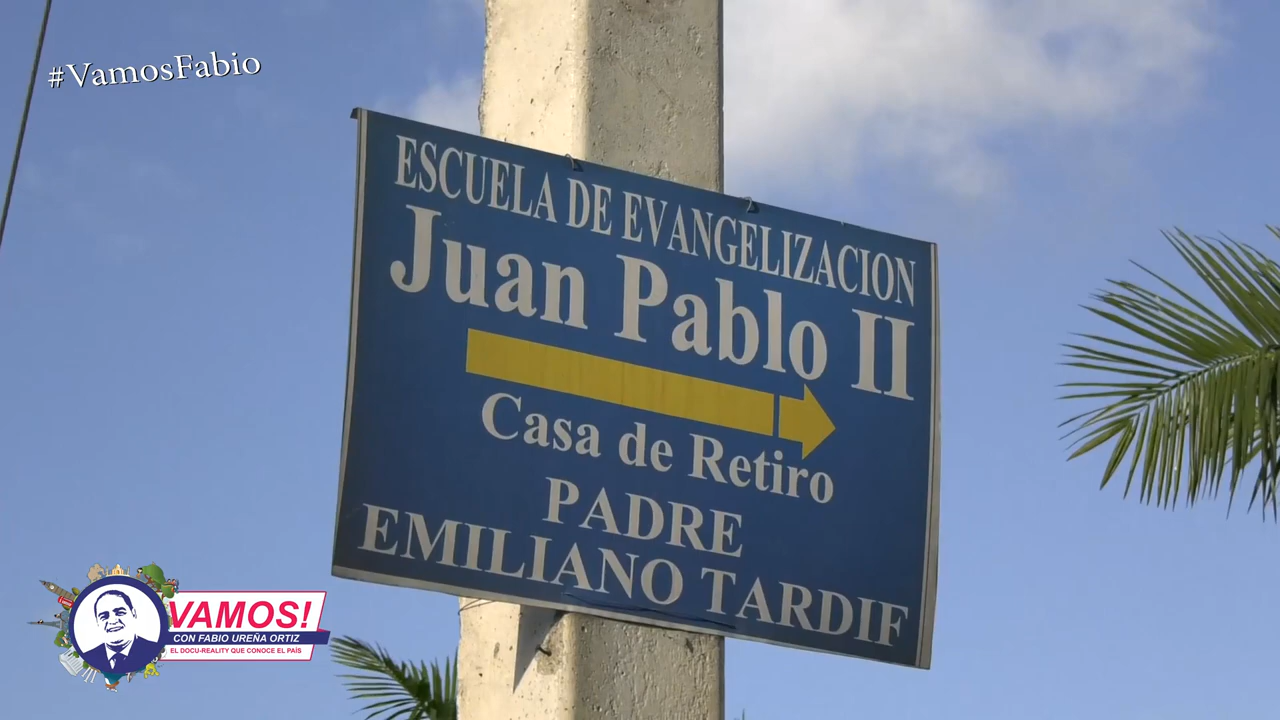 #VamosFabio
ESCUELA DE EVANGELIZACION
Juan Pablo II
Casa de Retiro
PADRE
EMILIANO TARDIF
VAMOS!
CON FABIO UREÑA ORTIZ
EL DOCU-REALITY QUE CONOCE EL PAÍS